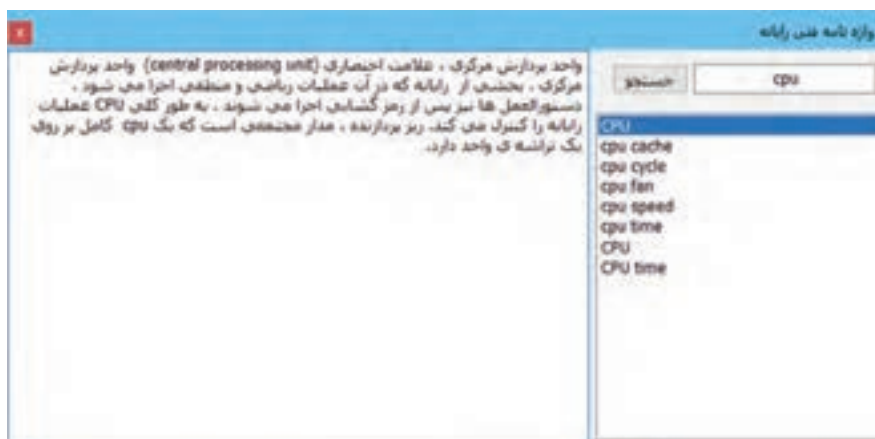 واژه نامه فنی رایانه
cpu
جستجو
CPU
cpu cache
cpu cycle
cpu fan
cpu speed
cpu time
CPU
CPU time
واحد پردازش مرکزی ، علامت اختصاری (central processing unit) واحد پردازش
مرکزی ، بخشی از رایانه که در آن عملیات ریاضی و منطقی اجرا می شود ،
دستورالعمل ها نیز پس از رمز گشایی اجرا می شوند ، به طور کلی CPU عملیات
رایانه را کنترل می کند. ریز پردازنده ، مدار مجتمعی است که یک cpu کامل بر روی
یک تراشه ی واحد دارد.